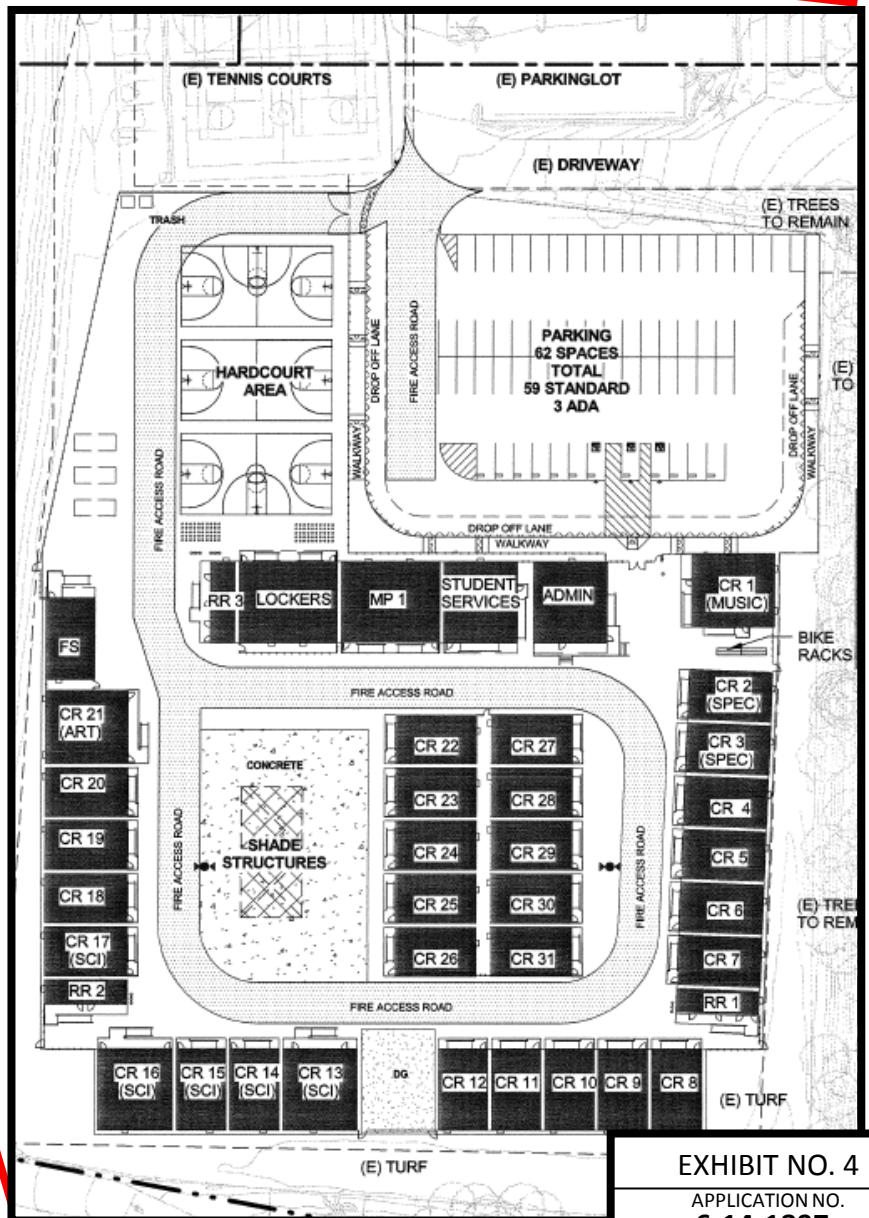 (E) TENNIS COURTS
(E) PARKINGLOT
(E) DRIVEWAY
(E) TREES
TO REMAIN
TRASH
FIRE ACCESS ROAD
HARDCOURT
AREA
DROP OFF LANE
WALKWAY
FIRE ACCESS ROAD
PARKING
62 SPACES
TOTAL
59 STANDARD
3 ADA
DROP OFF LANE
WALKWAY
(E)
TO
DROP OFF LANE
WALKWAY
RR 3
LOCKERS
MP 1
STUDENT
SERVICES
ADMIN
CR 1
(MUSIC)
BIKE
RACKS
FS
FIRE ACCESS ROAD
CR 21
(ART)
CR 20
CR 19
CR 18
CR 17
(SCI)
RR 2
FIRE ACCESS ROAD
CONCRETE
SHADE
STRUCTURES
CR 22
CR 23
CR 24
CR 25
CR 26
CR 27
CR 28
CR 29
CR 30
CR 31
FIRE ACCESS ROAD
CR 2
(SPEC)
CR 3
(SPEC)
CR 4
CR 5
CR 6
CR 7
RR 1
(E) TREE
TO REM
FIRE ACCESS ROAD
CR 16
(SCI)
CR 15
(SCI)
CR 14
(SCI)
CR 13
(SCI)
DG
CR 12
CR 11
CR 10
CR 9
CR 8
(E) TURF
(E) TURF
EXHIBIT NO. 4
APPLICATION NO.